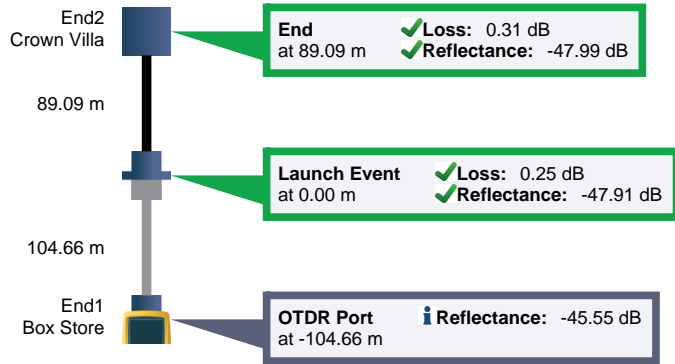 End2
Crown Villa
End Loss: 0.31 dB
at 89.09 m Reflectance: -47.99 dB
89.09 m
Launch Event Loss: 0.25 dB
at 0.00 m Reflectance: -47.91 dB
104.66 m
End1
Box Store
OTDR Port i Reflectance: -45.55 dB
at -104.66 m